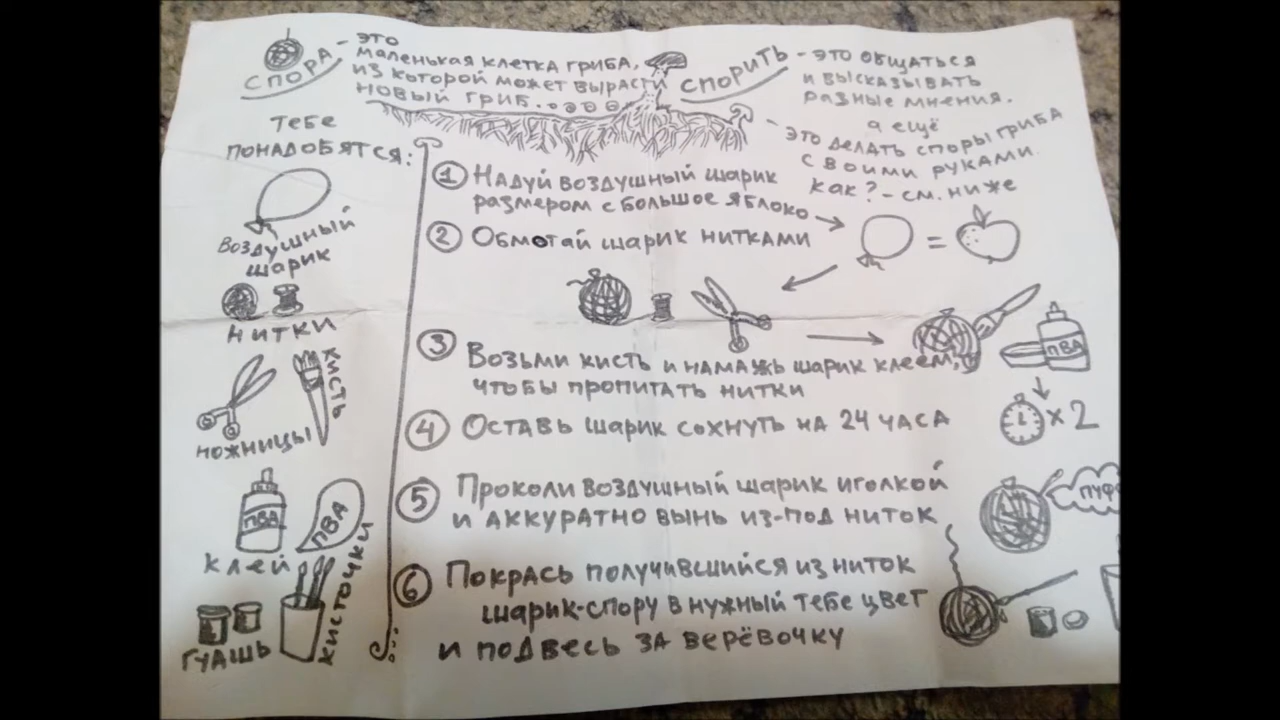 СПОРА - ЭТО
МАЛЕНЬКАЯ КЛЕТКА ГРИБА,
ИЗ КОТОРОЙ МОЖЕТ ВЫРАСТИ
НОВЫЙ ГРИБ.
СПОРИТЬ - ЭТО ОБЩАТЬСЯ
И ВЫСКАЗЫВАТЬ
РАЗНЫЕ МНЕНИЯ.
а ещё
- ЭТО ДЕЛАТЬ СПОРЫ ГРИБА
СВОИМИ РУКАМИ
КАК? - СМ. НИЖЕ
ТЕБЕ
ПОНАДОБЯТСЯ:
ВОЗДУШНЫЙ
ШАРИК
НИТКИ
НОЖНИЦЫ
КИСТЬ
ПВА
ПВА
КЛЕЙ
ГУАШЬ
КИСТОЧКИ
1 НАДУЙ ВОЗДУШНЫЙ ШАРИК
РАЗМЕРОМ С БОЛЬШОЕ ЯБЛОКО
=
2 ОБМОТАЙ ШАРИК НИТКАМИ
ПВА
3 ВОЗЬМИ КИСТЬ И НАМАЖЬ ШАРИК КЛЕЕМ,
ЧТОБЫ ПРОПИТАТЬ НИТКИ
4 ОСТАВЬ ШАРИК СОХНУТЬ НА 24 ЧАСА
x 2
5 ПРОКОЛИ ВОЗДУШНЫЙ ШАРИК ИГОЛКОЙ
И АККУРАТНО ВЫНЬ ИЗ-ПОД НИТОК
ПУФ
6 ПОКРАСЬ ПОЛУЧИВШИЙСЯ ИЗ НИТОК
ШАРИК-СПОРУ В НУЖНЫЙ ТЕБЕ ЦВЕТ
И ПОДВЕСЬ ЗА ВЕРЁВОЧКУ